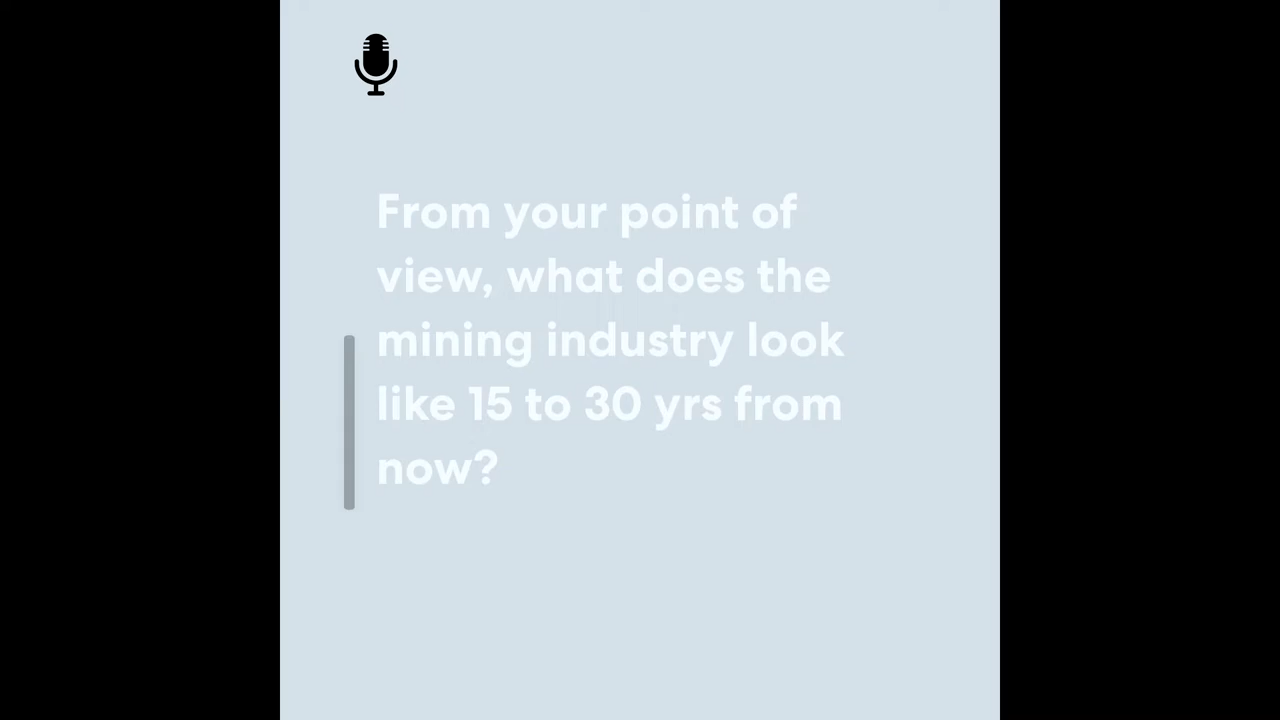 From your point of
view, what does the
mining industry look
like 15 to 30 yrs from
now?